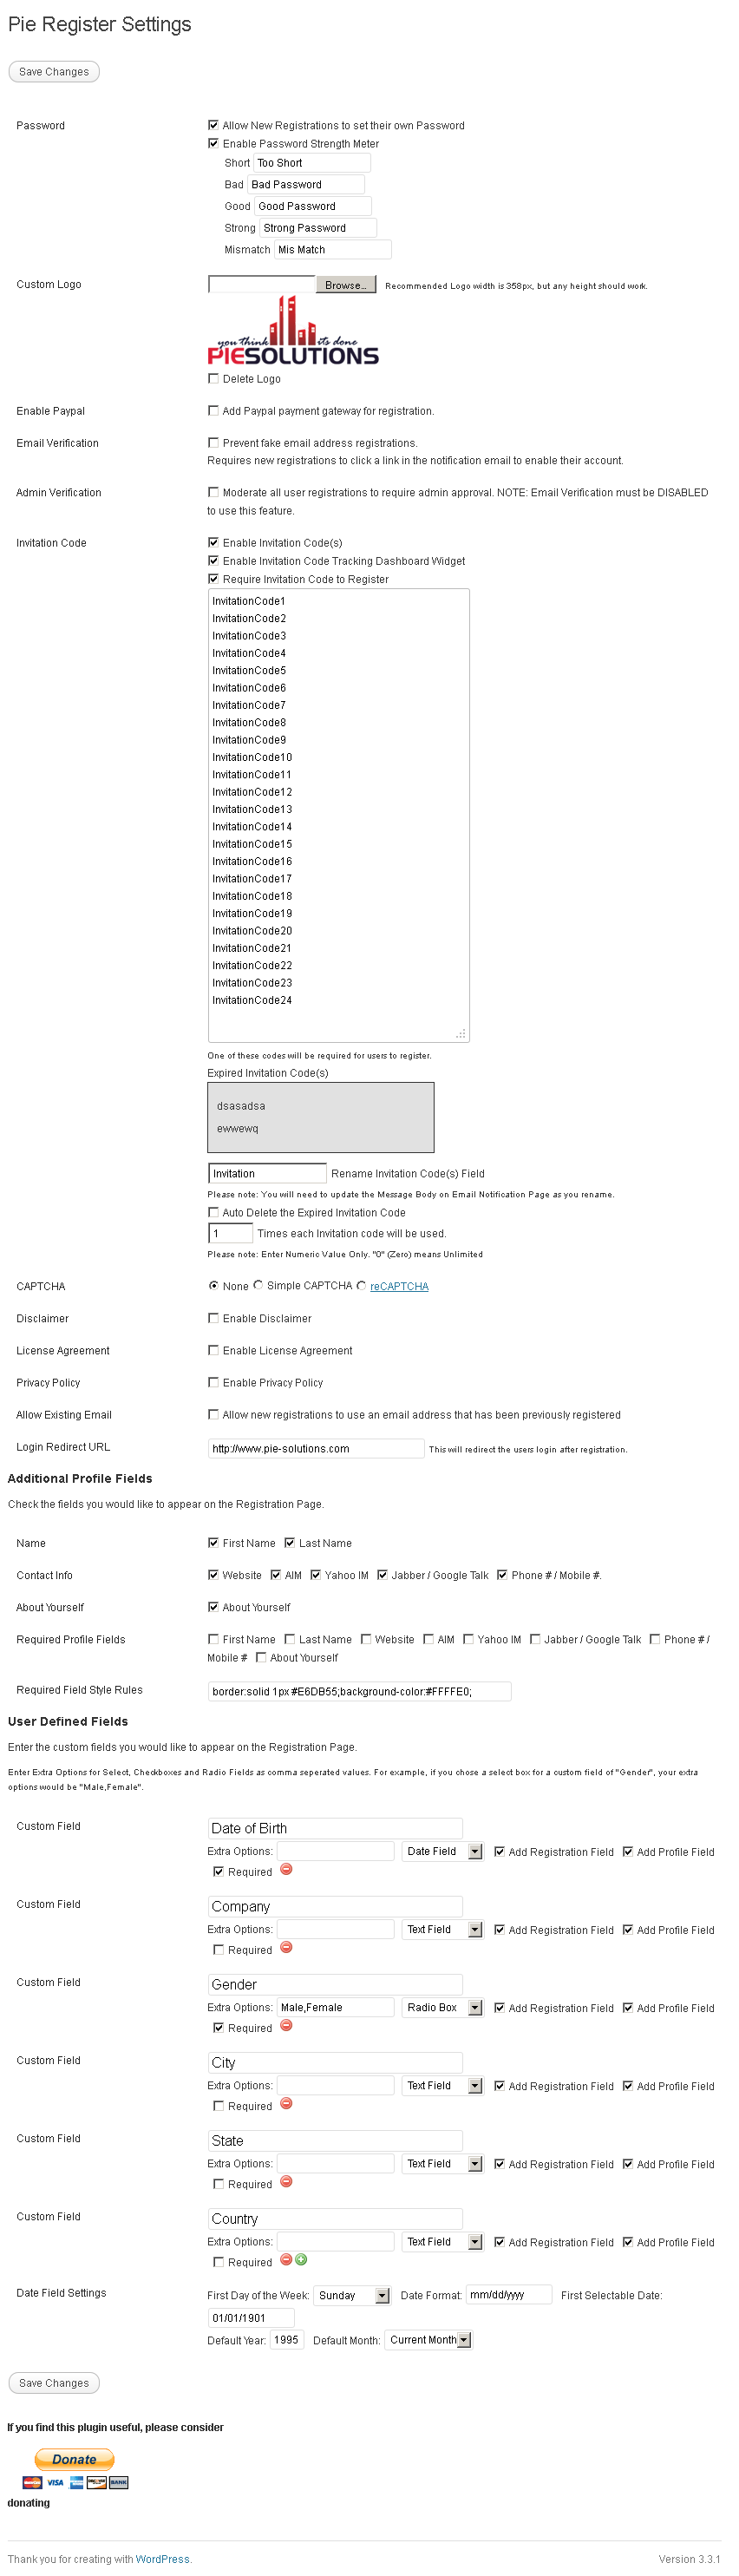 Pie Register Settings
Save Changes
Password
Allow New Registrations to set their own Password
Enable Password Strength Meter
Short Too Short
Bad Bad Password
Good Good Password
Strong Strong Password
Mismatch Mis Match
Custom Logo
Browse... Recommended Logo width is 358px, but any height should work.
you think its done
PIESOLUTIONS
Delete Logo
Enable Paypal
Add Paypal payment gateway for registration.
Email Verification
Prevent fake email address registrations.
Requires new registrations to click a link in the notification email to enable their account.
Admin Verification
Moderate all user registrations to require admin approval. NOTE: Email Verification must be DISABLED
to use this feature.
Invitation Code
Enable Invitation Code(s)
Enable Invitation Code Tracking Dashboard Widget
Require Invitation Code to Register
InvitationCode1
InvitationCode2
InvitationCode3
InvitationCode4
InvitationCode5
InvitationCode6
InvitationCode7
InvitationCode8
InvitationCode9
InvitationCode10
InvitationCode11
InvitationCode12
InvitationCode13
InvitationCode14
InvitationCode15
InvitationCode16
InvitationCode17
InvitationCode18
InvitationCode19
InvitationCode20
InvitationCode21
InvitationCode22
InvitationCode23
InvitationCode24
One of these codes will be required for users to register.
Expired Invitation Code(s)
dsasadsa
ewwewq
Invitation Rename Invitation Code(s) Field
Please note: You will need to update the Message Body on Email Notification Page as you rename.
Auto Delete the Expired Invitation Code
1 Times each Invitation code will be used.
Please note: Enter Numeric Value Only. "0" (Zero) means Unlimited
CAPTCHA
None Simple CAPTCHA reCAPTCHA
Disclaimer
Enable Disclaimer
License Agreement
Enable License Agreement
Privacy Policy
Enable Privacy Policy
Allow Existing Email
Allow new registrations to use an email address that has been previously registered
Login Redirect URL
http://www.pie-solutions.com This will redirect the users login after registration.
Additional Profile Fields
Check the fields you would like to appear on the Registration Page.
Name
First Name Last Name
Contact Info
Website AIM Yahoo IM Jabber / Google Talk Phone # / Mobile #.
About Yourself
About Yourself
Required Profile Fields
First Name Last Name Website AIM Yahoo IM Jabber / Google Talk Phone # /
Mobile # About Yourself
Required Field Style Rules
border:solid 1px #E6DB55;background-color:#FFFFE0;
User Defined Fields
Enter the custom fields you would like to appear on the Registration Page.
Enter Extra Options for Select, Checkboxes and Radio Fields as comma seperated values. For example, if you chose a select box for a custom field of "Gender", your extra
options would be "Male,Female".
Custom Field
Date of Birth
Extra Options: Date Field Add Registration Field Add Profile Field
Required
Custom Field
Company
Extra Options: Text Field Add Registration Field Add Profile Field
Required
Custom Field
Gender
Extra Options: Male,Female Radio Box Add Registration Field Add Profile Field
Required
Custom Field
City
Extra Options: Text Field Add Registration Field Add Profile Field
Required
Custom Field
State
Extra Options: Text Field Add Registration Field Add Profile Field
Required
Custom Field
Country
Extra Options: Text Field Add Registration Field Add Profile Field
Required
Date Field Settings
First Day of the Week: Sunday Date Format: mm/dd/yyyy First Selectable Date:
01/01/1901
Default Year: 1995 Default Month: Current Month
Save Changes
If you find this plugin useful, please consider
Donate
VISA BANK
donating
Thank you for creating with WordPress.
Version 3.3.1